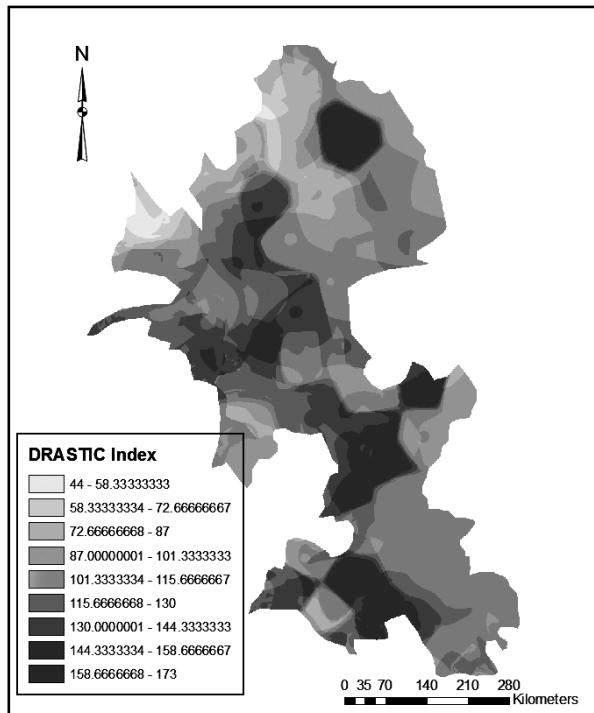 N
DRASTIC Index
44 - 58.33333333
58.33333334 - 72.66666667
72.66666668 - 87
87.00000001 - 101.3333333
101.3333334 - 115.6666667
115.6666668 - 130
130.0000001 - 144.3333333
144.3333334 - 158.6666667
158.6666668 - 173
0 35 70 140 210 280
Kilometers